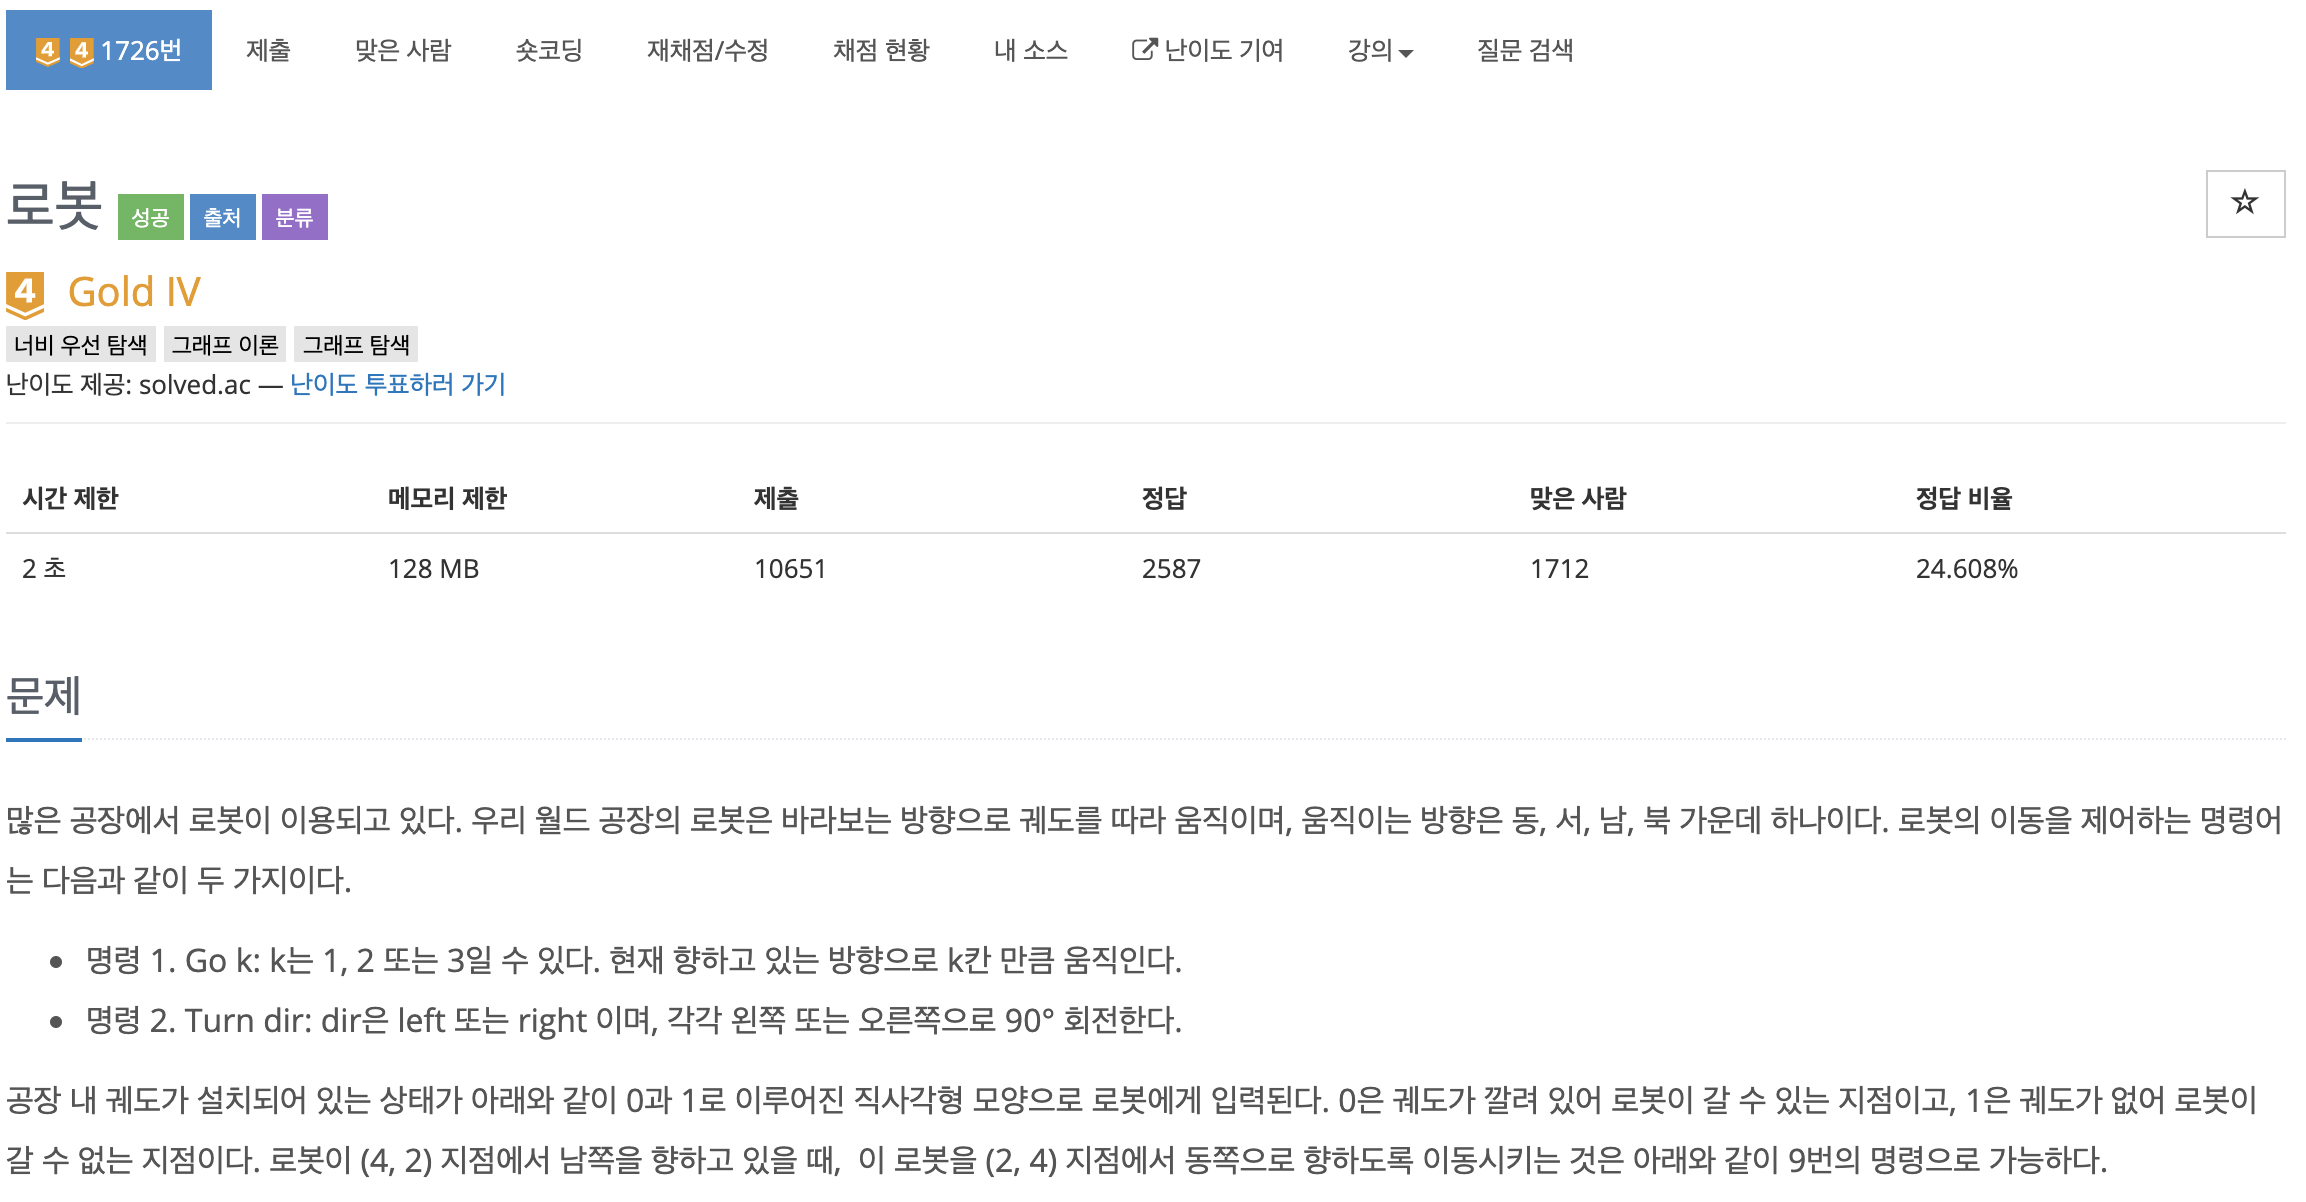 4 4 1726번 제출 맞은 사람 숏코딩 재채점/수정 채점 현황 내 소스 난이도 기여 강의 질문 검색
로봇 성공 출처 분류
4 Gold IV
너비 우선 탐색 그래프 이론 그래프 탐색
난이도 제공: solved.ac — 난이도 투표하러 가기
시간 제한 메모리 제한 제출 정답 맞은 사람 정답 비율
2 초 128 MB 10651 2587 1712 24.608%
문제
많은 공장에서 로봇이 이용되고 있다. 우리 월드 공장의 로봇은 바라보는 방향으로 궤도를 따라 움직이며, 움직이는 방향은 동, 서, 남, 북 가운데 하나이다. 로봇의 이동을 제어하는 명령어
는 다음과 같이 두 가지이다.
• 명령 1. Go k: k는 1, 2 또는 3일 수 있다. 현재 향하고 있는 방향으로 k칸 만큼 움직인다.
• 명령 2. Turn dir: dir은 left 또는 right 이며, 각각 왼쪽 또는 오른쪽으로 90° 회전한다.
공장 내 궤도가 설치되어 있는 상태가 아래와 같이 0과 1로 이루어진 직사각형 모양으로 로봇에게 입력된다. 0은 궤도가 깔려 있어 로봇이 갈 수 있는 지점이고, 1은 궤도가 없어 로봇이
갈 수 없는 지점이다. 로봇이 (4, 2) 지점에서 남쪽을 향하고 있을 때,  이 로봇을 (2, 4) 지점에서 동쪽으로 향하도록 이동시키는 것은 아래와 같이 9번의 명령으로 가능하다.